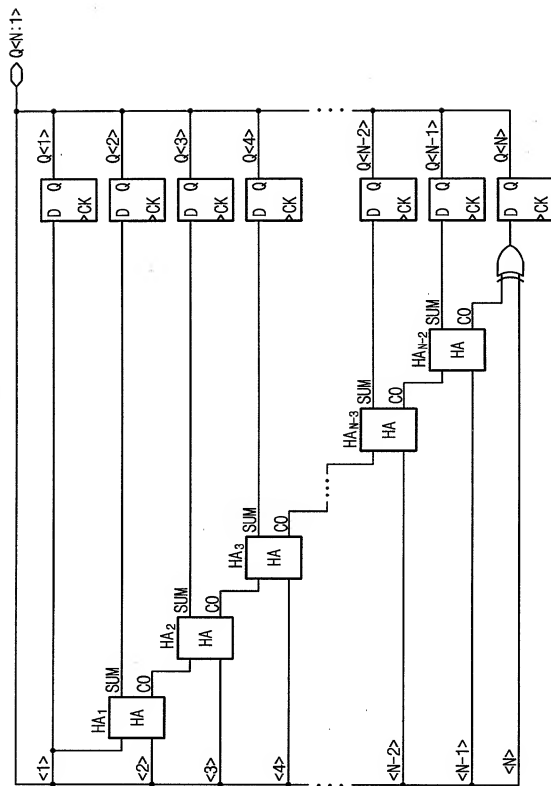 Q<N:1>
<1>
D Q
>CK
Q<1>
HA₁
HA
SUM
CO
<2>
D Q
>CK
Q<2>
HA₂
HA
SUM
CO
<3>
D Q
>CK
Q<3>
HA₃
HA
SUM
CO
<4>
D Q
>CK
Q<4>
HAN-3
HA
SUM
CO
<N-2>
D Q
>CK
Q<N-2>
HAN-2
HA
SUM
CO
<N-1>
D Q
>CK
Q<N-1>
<N>
D Q
>CK
Q<N>